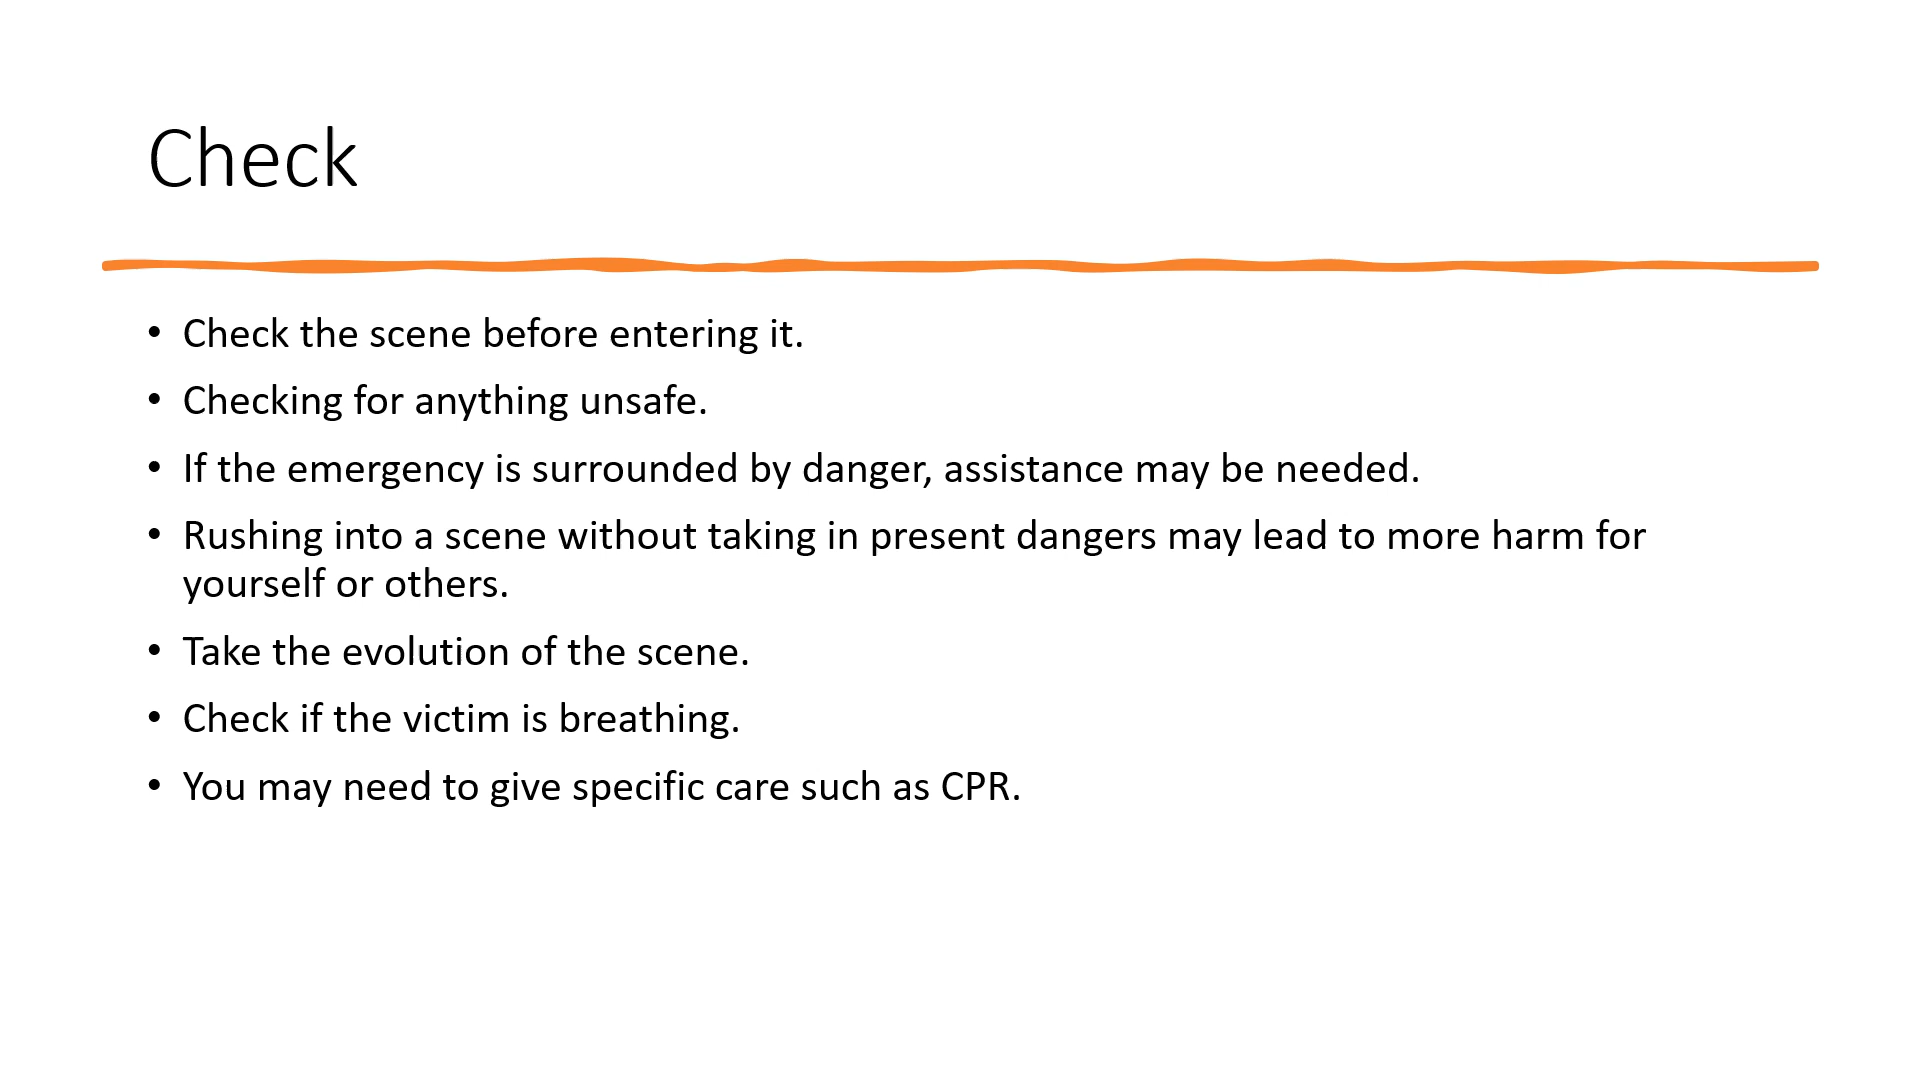 Check
• Check the scene before entering it.
• Checking for anything unsafe.
• If the emergency is surrounded by danger, assistance may be needed.
• Rushing into a scene without taking in present dangers may lead to more harm for
yourself or others.
• Take the evolution of the scene.
• Check if the victim is breathing.
• You may need to give specific care such as CPR.